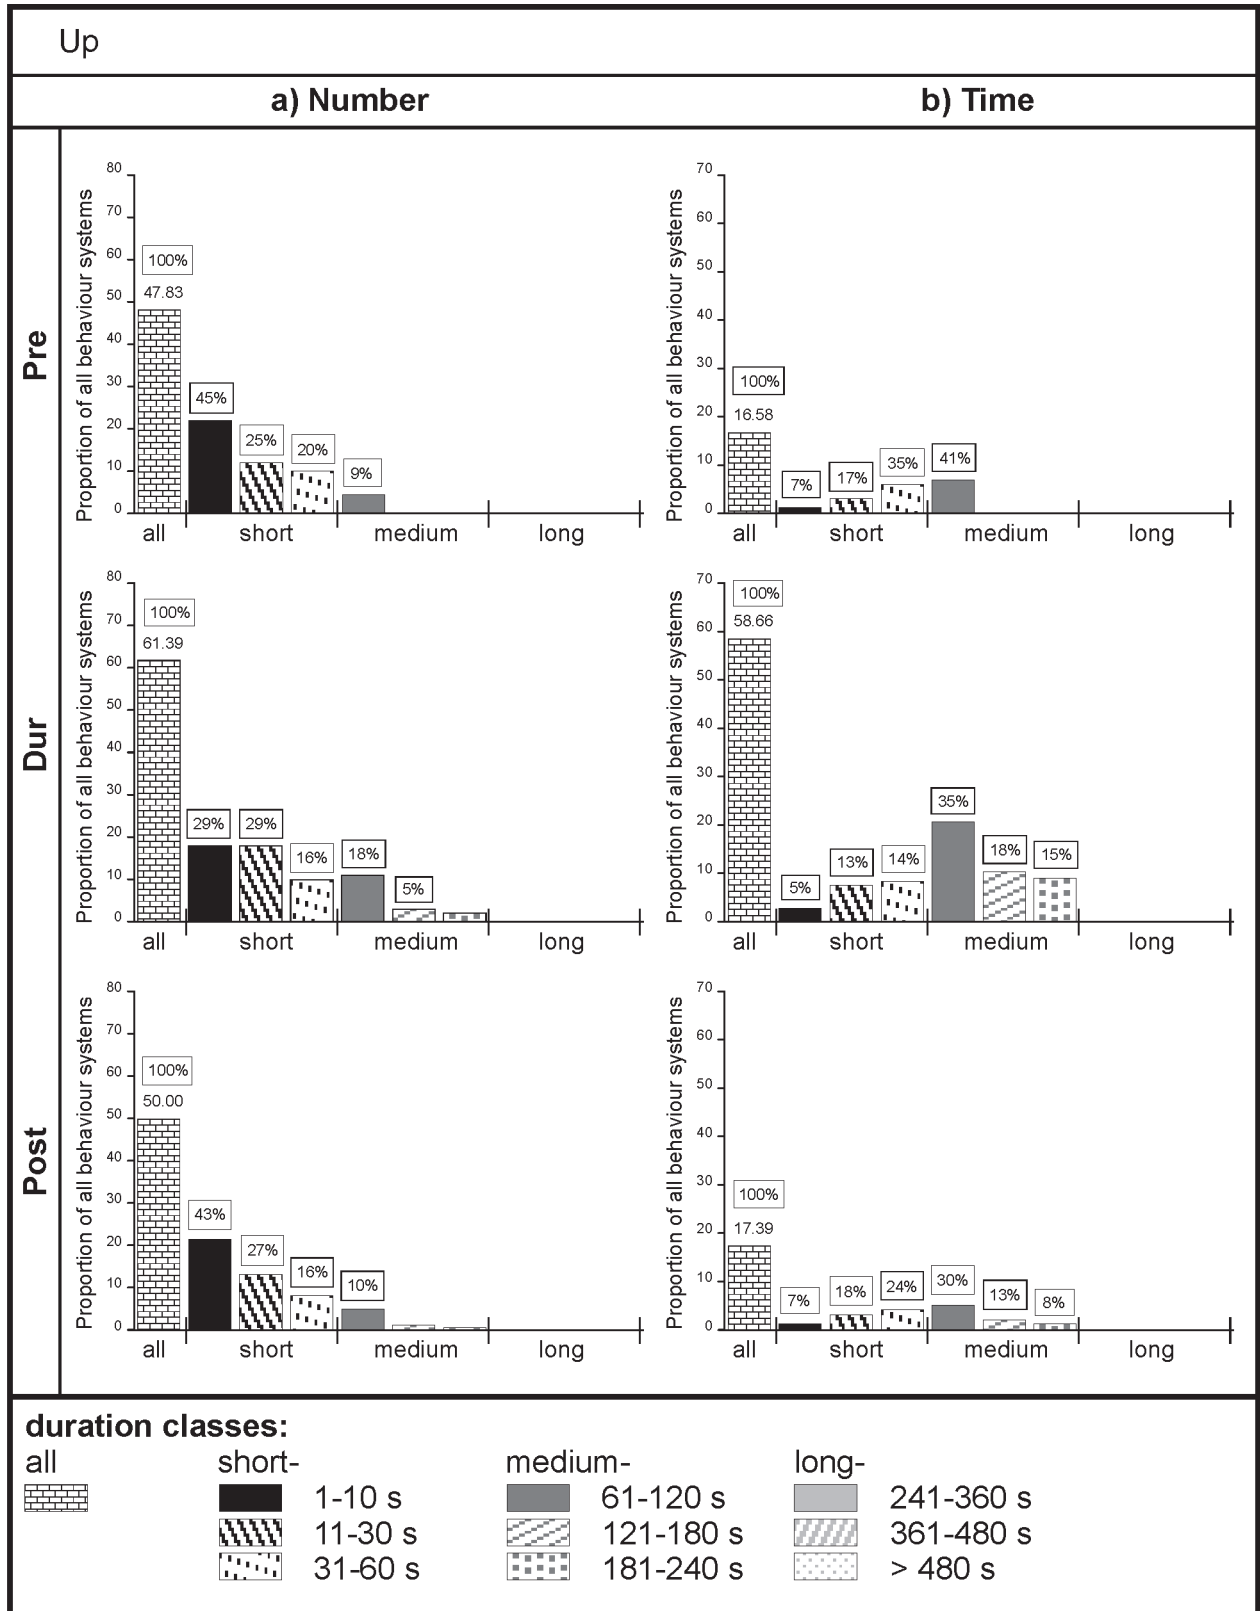 Up
a) Number
b) Time
Pre
Proportion of all behaviour systems
80
70
60
50
40
30
20
10
0
100%
47.83
45%
25%
20%
9%
all
short
medium
long
Proportion of all behaviour systems
70
60
50
40
30
20
10
0
100%
16.58
7%
17%
35%
41%
all
short
medium
long
Dur
Proportion of all behaviour systems
80
70
60
50
40
30
20
10
0
100%
61.39
29%
29%
16%
18%
5%
all
short
medium
long
Proportion of all behaviour systems
70
60
50
40
30
20
10
0
100%
58.66
5%
13%
14%
35%
18%
15%
all
short
medium
long
Post
Proportion of all behaviour systems
80
70
60
50
40
30
20
10
0
100%
50.00
43%
27%
16%
10%
all
short
medium
long
Proportion of all behaviour systems
70
60
50
40
30
20
10
0
100%
17.39
7%
18%
24%
30%
13%
8%
all
short
medium
long
duration classes:
all
short-
1-10 s
11-30 s
31-60 s
medium-
61-120 s
121-180 s
181-240 s
long-
241-360 s
361-480 s
> 480 s